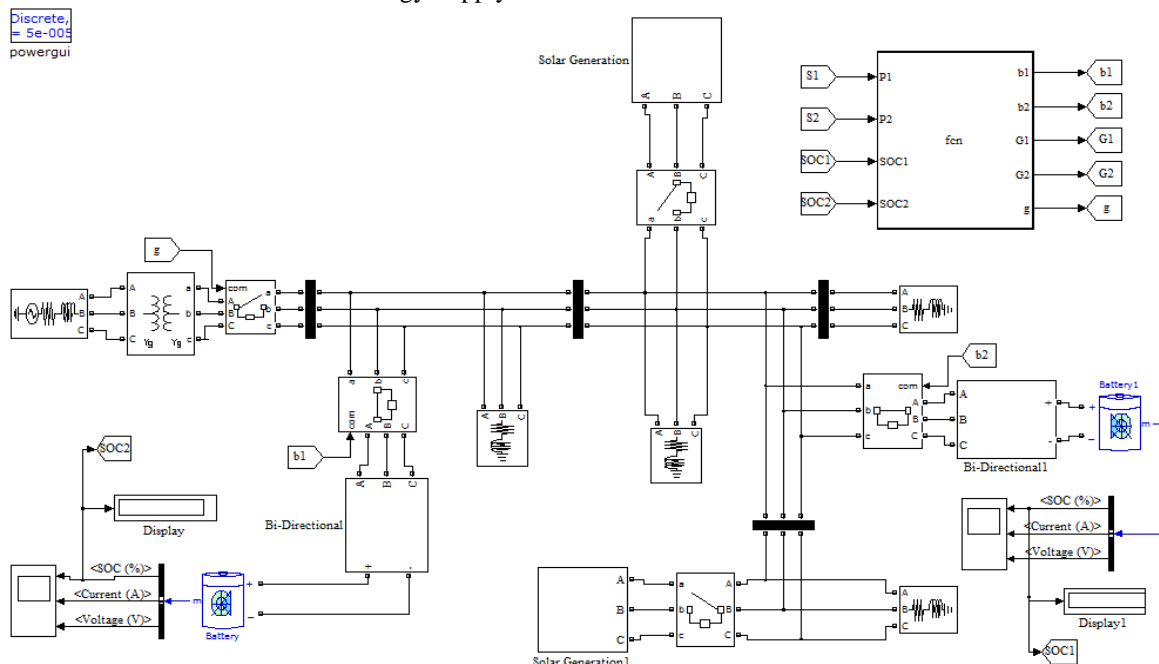 gy Supply
Discrete,
= 5e-005
powergui
Solar Generation
A B C
A B C
a b c
S1
S2
SOC1
SOC2
P1
P2
SOC1
SOC2
fcn
b1
b2
G1
G2
g
b1
b2
G1
G2
g
g
A
B
C
A
B
C
a
b
c
Yg Yg
com
A
B
C
a
b
c
A
B
C
a b c
com
A B C
b1
A B C
A B C
b2
a
b
c
com
A
B
C
A
B
C
+
-
Bi-Directional1
Battery1
+
-
m
SOC2
Display
A B C
+ -
Bi-Directional
<SOC (%)>
<Current (A)>
<Voltage (V)>
m
+
-
Battery
<SOC (%)>
<Current (A)>
<Voltage (V)>
Display1
SOC1
A
B
C
Solar Generation1
a
b
c
A
B
C
A
B
C